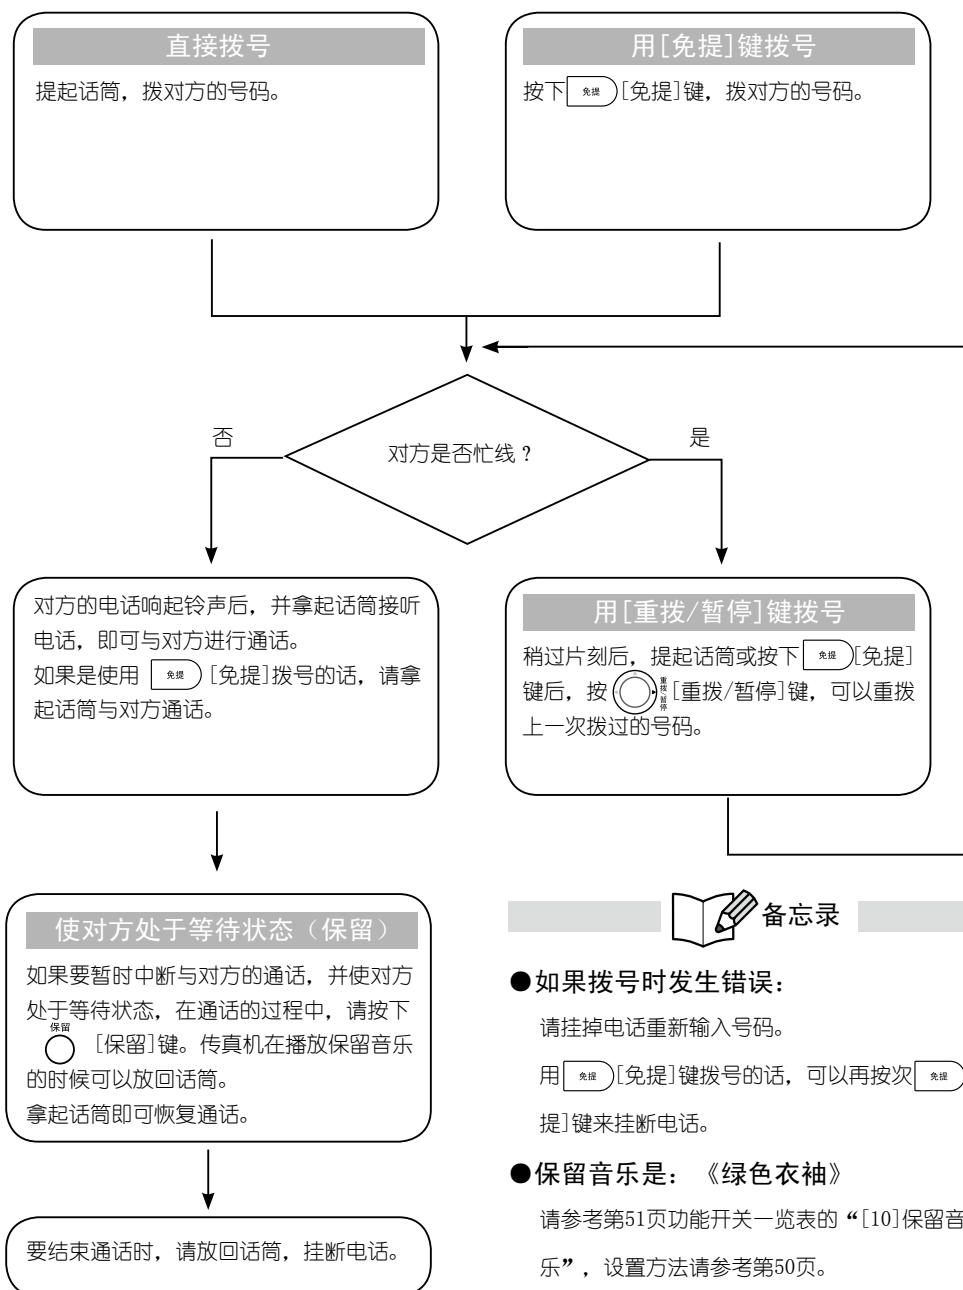 直接拨号
提起话筒，拨对方的号码。
用[免提]键拨号
按下 免提 [免提]键，拨对方的号码。
对方是否忙线？
否
是
对方的电话响起铃声后，并拿起话筒接听
电话，即可与对方进行通话。
如果是使用 免提 [免提]拨号的话，请拿
起话筒与对方通话。
用[重拨/暂停]键拨号
稍过片刻后，提起话筒或按下 免提 [免提]
键后，按 重拨/暂停 [重拨/暂停]键，可以重拨
上一次拨过的号码。
使对方处于等待状态（保留）
如果要暂时中断与对方的通话，并使对方
处于等待状态，在通话的过程中，请按下
保留
[保留]键。传真机在播放保留音乐
的时候可以放回话筒。
拿起话筒即可恢复通话。
要结束通话时，请放回话筒，挂断电话。
备忘录
●如果拨号时发生错误：
请挂掉电话重新输入号码。
用 免提 [免提]键拨号的话，可以再按次 免提
提]键来挂断电话。
●保留音乐是：《绿色衣袖》
请参考第51页功能开关一览表的“[10]保留音
乐”，设置方法请参考第50页。